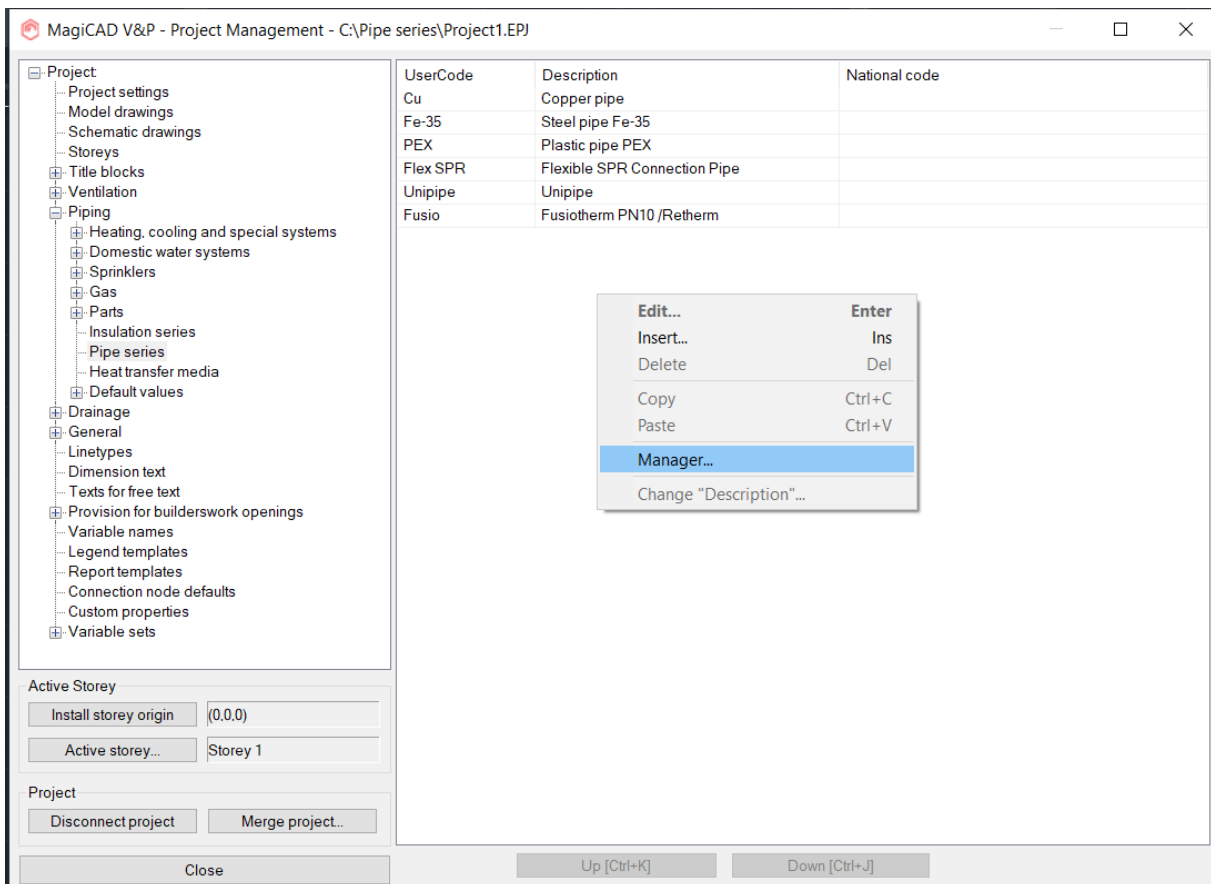 MagiCAD V&P - Project Management - C:\Pipe series\Project1.EPJ
Project:
Project settings
Model drawings
Schematic drawings
Storeys
Title blocks
Ventilation
Piping
Heating, cooling and special systems
Domestic water systems
Sprinklers
Gas
Parts
Insulation series
Pipe series
Heat transfer media
Default values
Drainage
General
Linetypes
Dimension text
Texts for free text
Provision for builderswork openings
Variable names
Legend templates
Report templates
Connection node defaults
Custom properties
Variable sets
UserCode Description National code
Cu Copper pipe
Fe-35 Steel pipe Fe-35
PEX Plastic pipe PEX
Flex SPR Flexible SPR Connection Pipe
Unipipe Unipipe
Fusio Fusiotherm PN10 /Retherm
Edit... Enter
Insert... Ins
Delete Del
Copy Ctrl+C
Paste Ctrl+V
Manager...
Change "Description"...
Active Storey
Install storey origin (0,0,0)
Active storey... Storey 1
Project
Disconnect project Merge project...
Close
Up [Ctrl+K] Down [Ctrl+J]